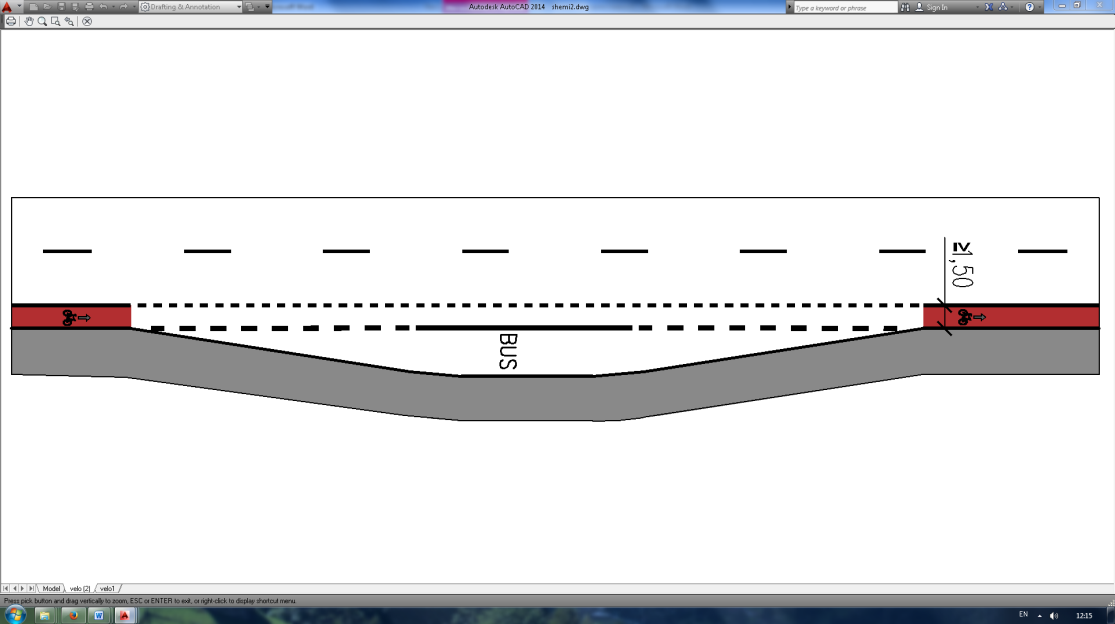 Drafting & Annotation
Autodesk AutoCAD 2014 shemi2.dwg
Type a keyword or phrase
Sign In
≥1,50
BUS
Model
velo (2)
velo1
Press pick button and drag vertically to zoom, ESC or ENTER to exit, or right-click to display shortcut menu.
EN
12:15